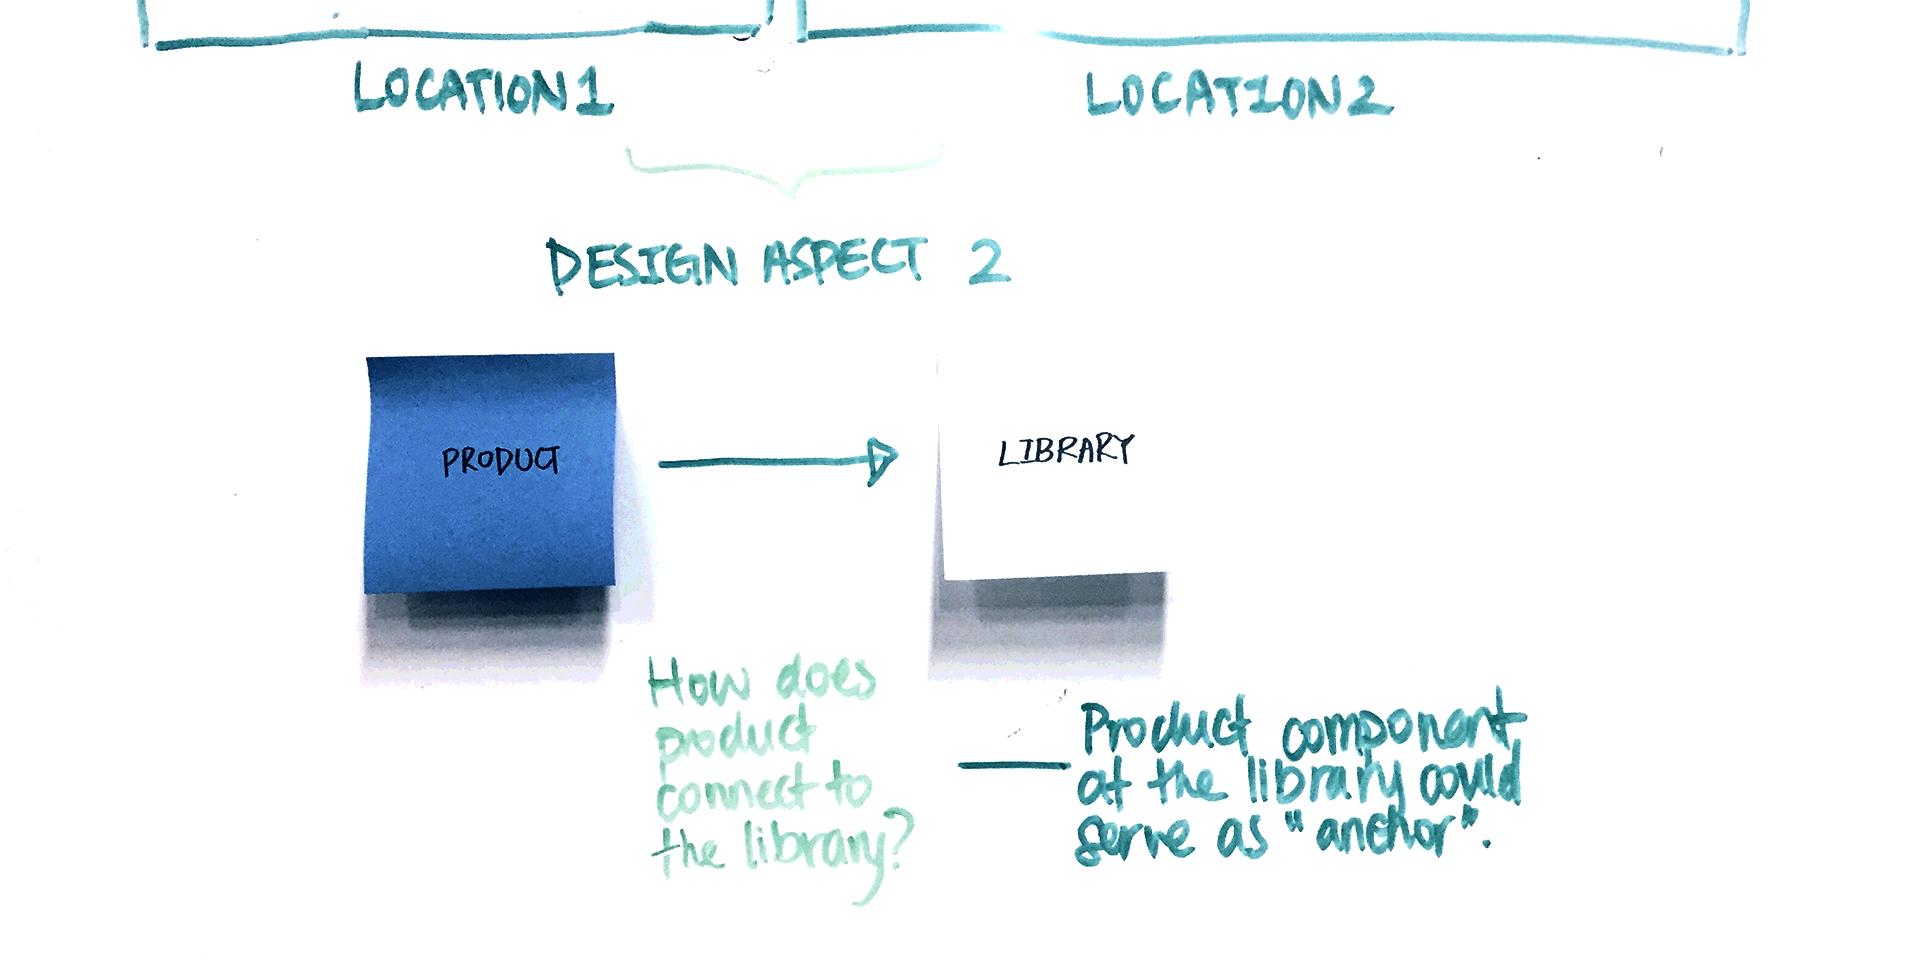 LOCATION 1
LOCATION 2
DESIGN ASPECT 2
PRODUCT
LIBRARY
How does
product
connect to
the library?
Product component
at the library could
serve as "anchor".